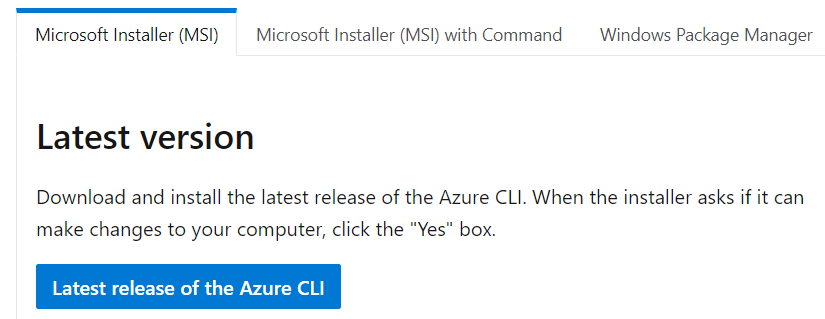 Microsoft Installer (MSI) Microsoft Installer (MSI) with Command Windows Package Manager
Latest version
Download and install the latest release of the Azure CLI. When the installer asks if it can
make changes to your computer, click the "Yes" box.
Latest release of the Azure CLI